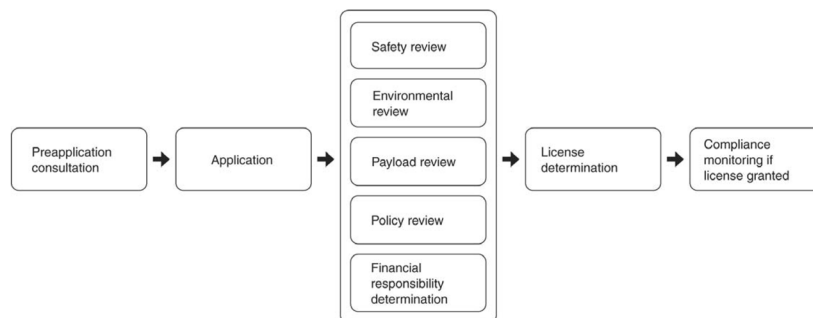 Preapplication
consultation
Application
Safety review
Environmental
review
Payload review
Policy review
Financial
responsibility
determination
License
determination
Compliance
monitoring if
license granted